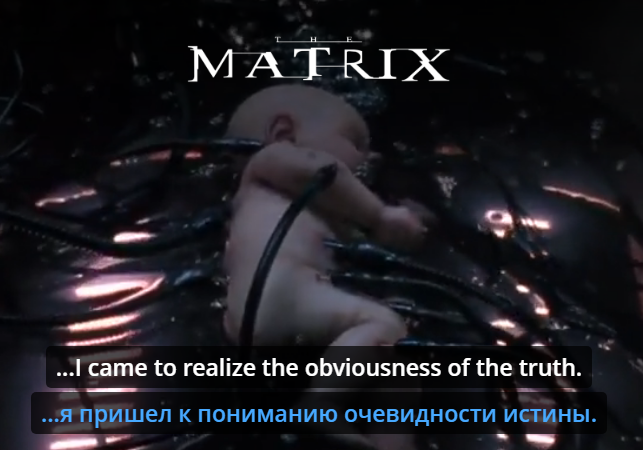 THE
MATRIX
...I came to realize the obviousness of the truth.
...я пришел к пониманию очевидности истины.